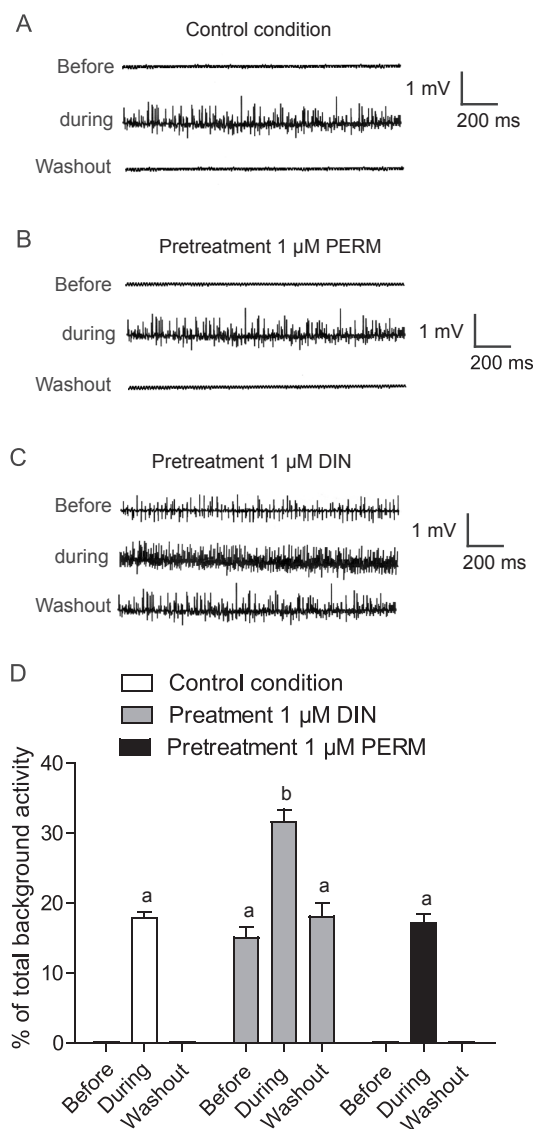 A
Control condition
Before
during
Washout
1 mV
200 ms
B
Pretreatment 1 µM PERM
Before
during
Washout
1 mV
200 ms
C
Pretreatment 1 µM DIN
Before
during
Washout
1 mV
200 ms
D
Control condition
Preatment 1 µM DIN
Pretreatment 1 µM PERM
% of total background activity
40
30
20
10
0
a
a
b
a
a
Before
During
Washout
Before
During
Washout
Before
During
Washout